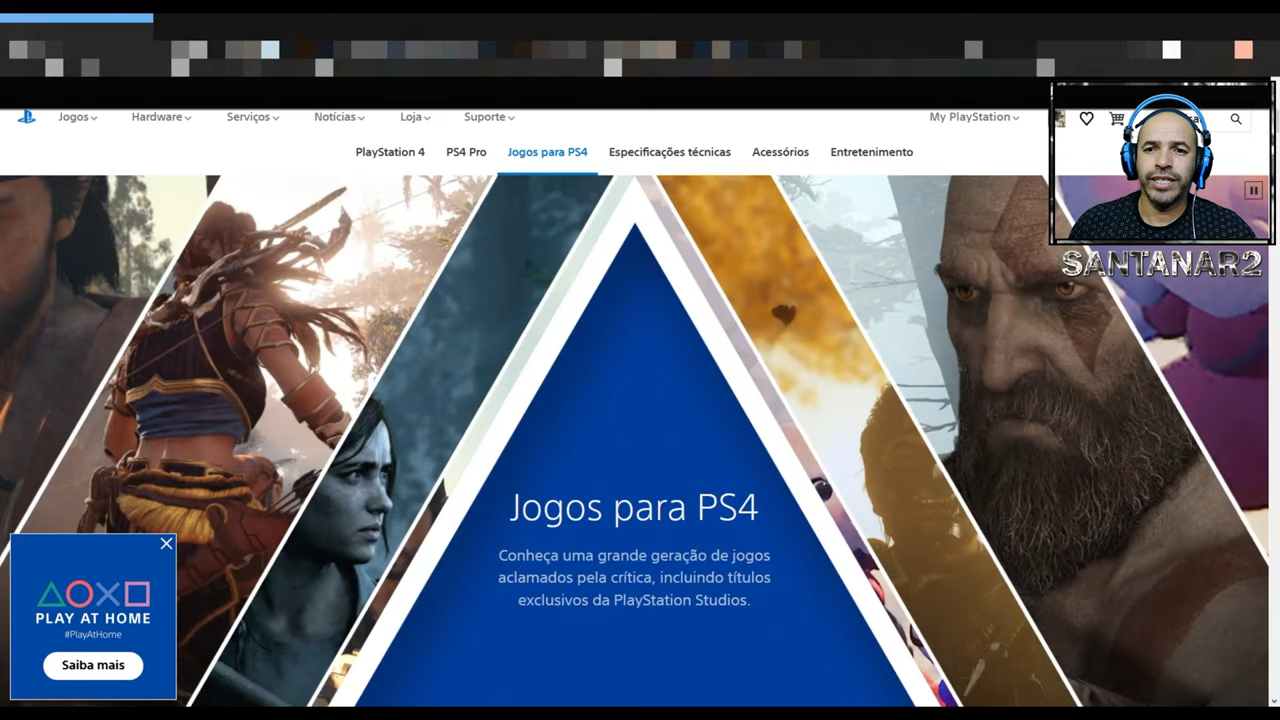 Jogos
Hardware
Serviços
Notícias
Loja
Suporte
My PlayStation
PlayStation 4
PS4 Pro
Jogos para PS4
Especificações técnicas
Acessórios
Entretenimento
SANTANAR2
Jogos para PS4
Conheça uma grande geração de jogos
aclamados pela crítica, incluindo títulos
exclusivos da PlayStation Studios.
PLAY AT HOME
#PlayAtHome
Saiba mais